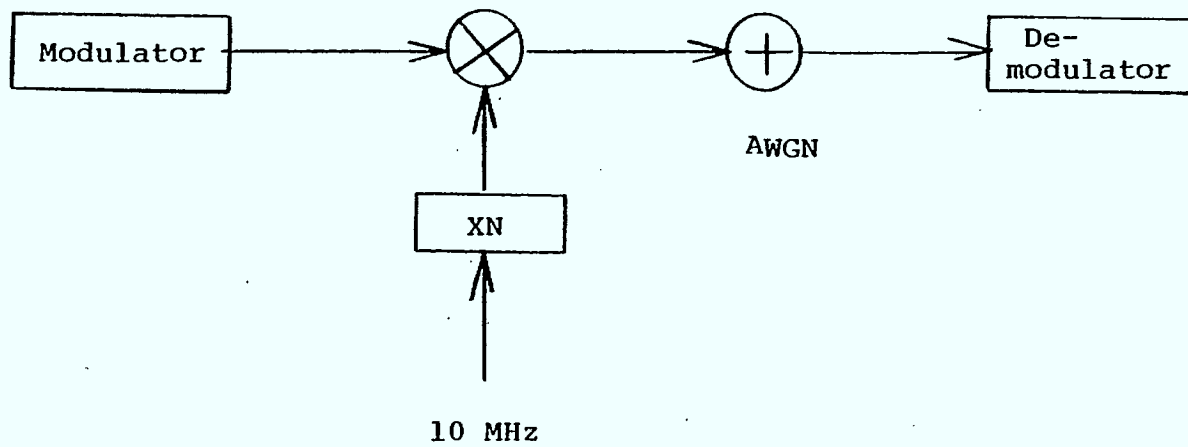 Modulator
De-
modulator
AWGN
XN
10 MHz